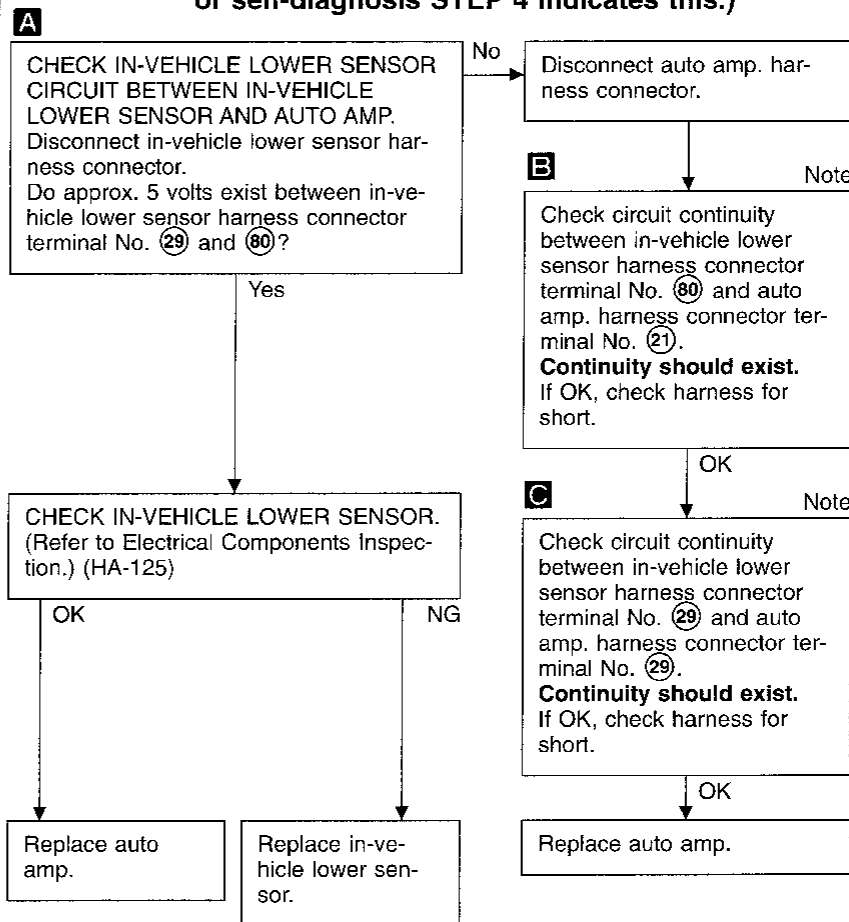 or self-diagnosis STEP 4 indicates this.)
A
CHECK IN-VEHICLE LOWER SENSOR
CIRCUIT BETWEEN IN-VEHICLE
LOWER SENSOR AND AUTO AMP.
Disconnect in-vehicle lower sensor har-
ness connector.
Do approx. 5 volts exist between in-ve-
hicle lower sensor harness connector
terminal No. 29 and 80?
No
Disconnect auto amp. har-
ness connector.
Yes
B
Note
Check circuit continuity
between in-vehicle lower
sensor harness connector
terminal No. 80 and auto
amp. harness connector ter-
minal No. 21.
Continuity should exist.
If OK, check harness for
short.
OK
CHECK IN-VEHICLE LOWER SENSOR.
(Refer to Electrical Components Inspec-
tion.) (HA-125)
OK
NG
C
Note
Check circuit continuity
between in-vehicle lower
sensor harness connector
terminal No. 29 and auto
amp. harness connector ter-
minal No. 29.
Continuity should exist.
If OK, check harness for
short.
OK
Replace auto
amp.
Replace in-ve-
hicle lower sen-
sor.
Replace auto amp.